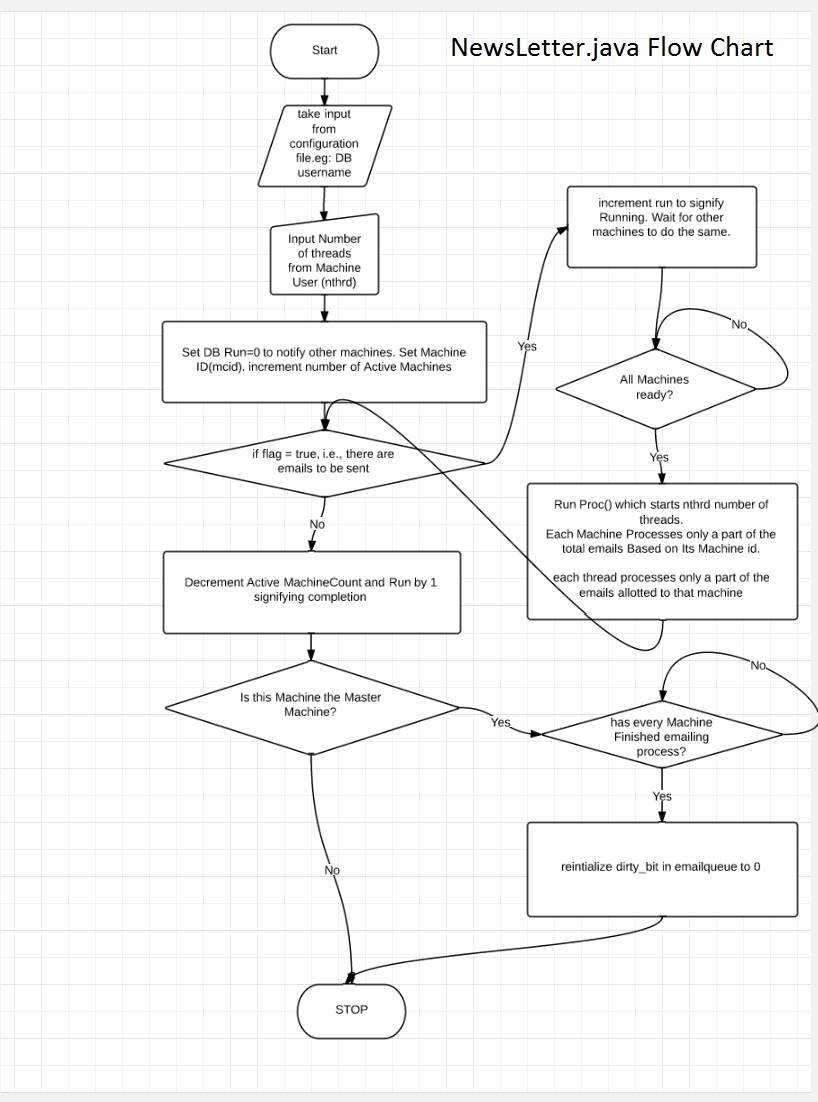 NewsLetter.java Flow Chart
Start
take input
from
configuration
file.eg: DB
username
Input Number
of threads
from Machine
User (nthrd)
Set DB Run=0 to notify other machines. Set Machine
ID(mcid). increment number of Active Machines
if flag = true, i.e., there are
emails to be sent
Yes
increment run to signify
Running. Wait for other
machines to do the same.
No
All Machines
ready?
Yes
Run Proc() which starts nthrd number of
threads.
Each Machine Processes only a part of the
total emails Based on Its Machine id.
each thread processes only a part of the
emails allotted to that machine
No
Decrement Active MachineCount and Run by 1
signifying completion
Is this Machine the Master
Machine?
Yes
No
has every Machine
Finished emailing
process?
Yes
reintialize dirty_bit in emailqueue to 0
No
STOP